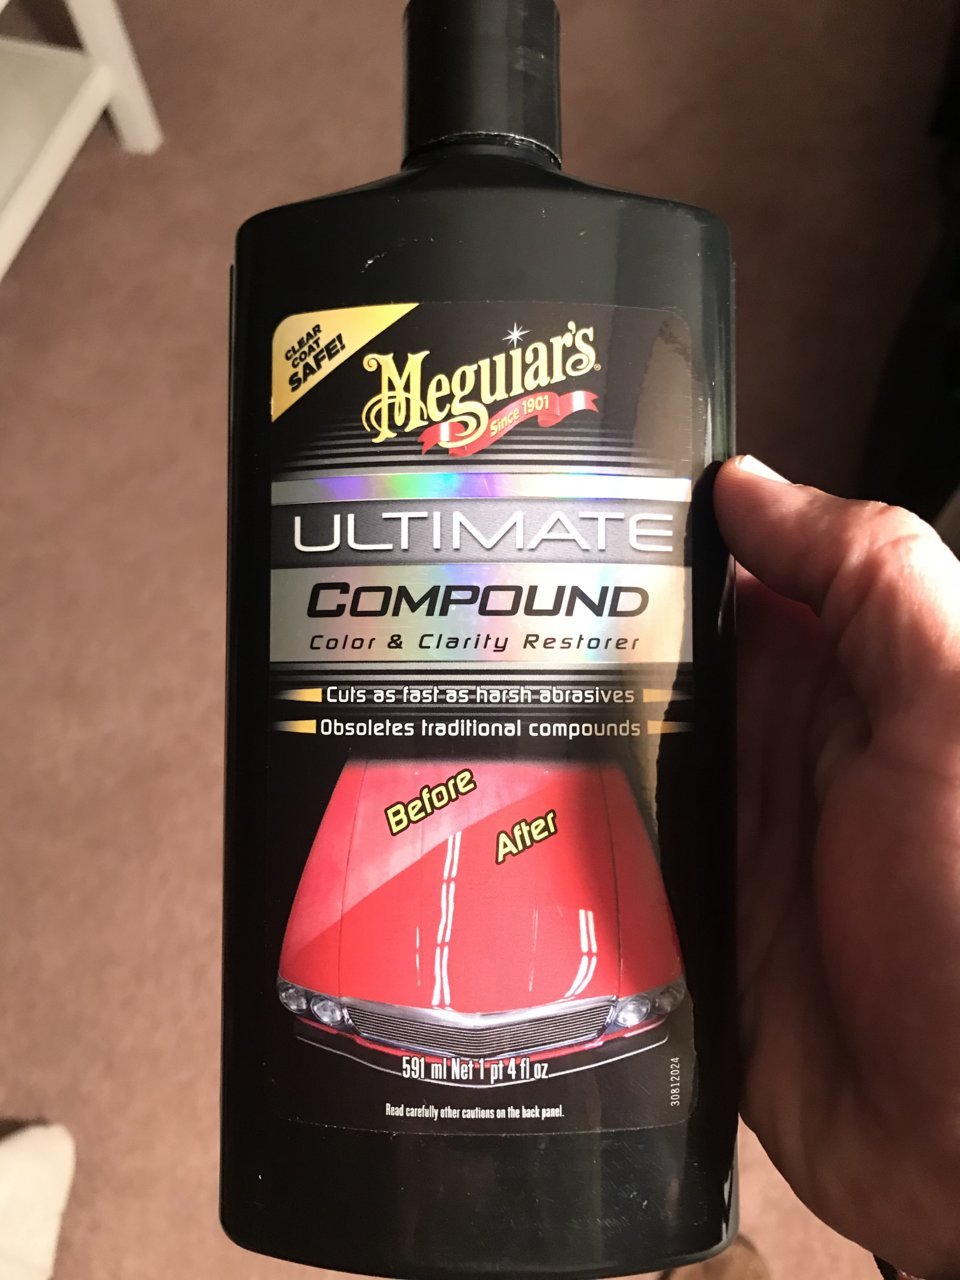 CLEAR
COAT
SAFE!
Meguiar's®
Since 1901
ULTIMATE
COMPOUND
Color & Clarity Restorer
Cuts as fast as harsh abrasives
Obsoletes traditional compounds
Before
After
591 ml Net 1 pt 4 fl oz
Read carefully other cautions on the back panel.
30812024